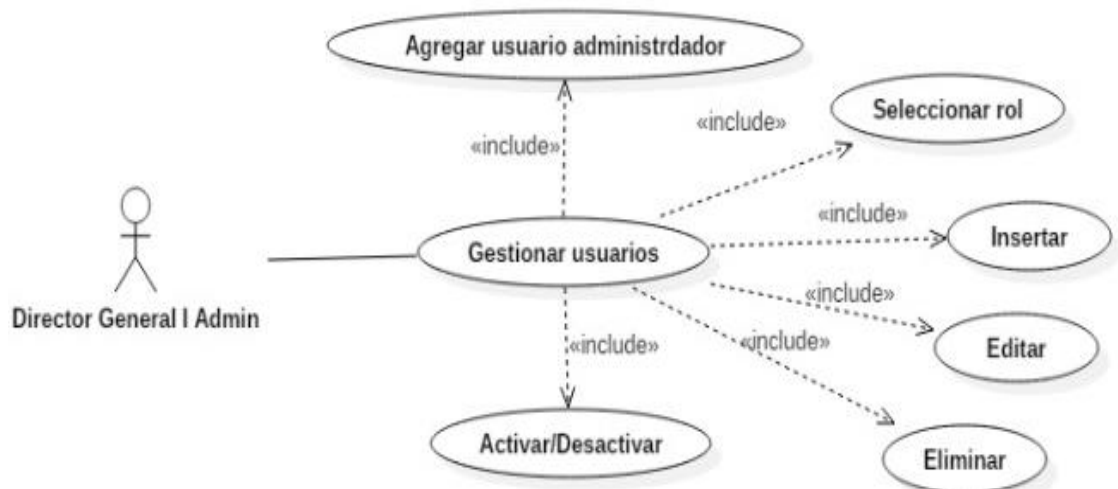 Agregar usuario administrdador
Seleccionar rol
«include»
«include»
«include»
Insertar
Gestionar usuarios
«include»
Director General I Admin
«include»
«include»
Editar
Activar/Desactivar
Eliminar